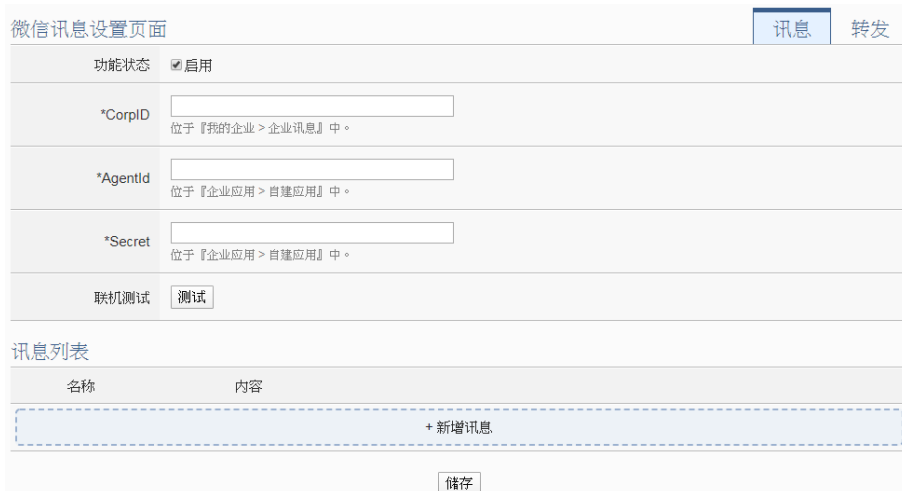 微信讯息设置页面
讯息 转发
功能状态 启用
*CorpID
位于『我的企业 > 企业讯息』中。
*AgentId
位于『企业应用 > 自建应用』中。
*Secret
位于『企业应用 > 自建应用』中。
联机测试 测试
讯息列表
名称 内容
+ 新增讯息
储存